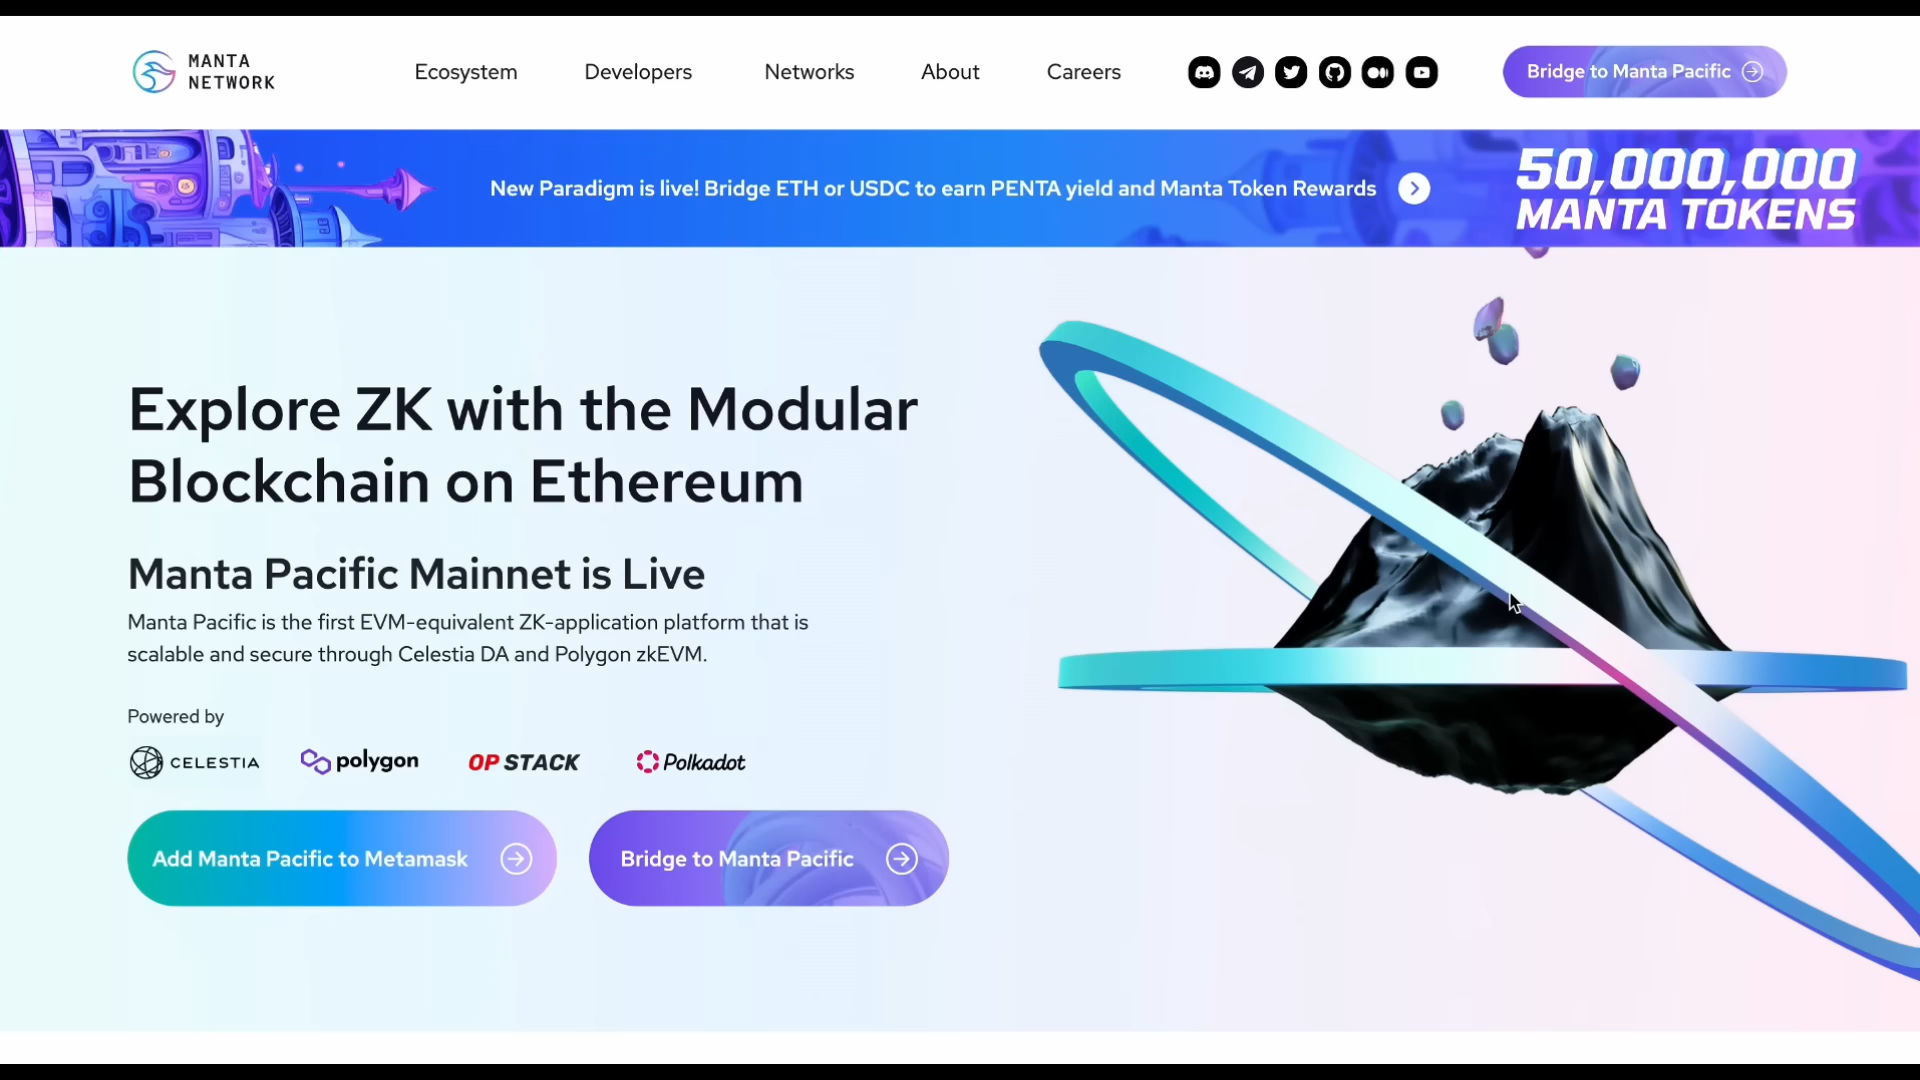 MANTA
NETWORK
Ecosystem
Developers
Networks
About
Careers
Bridge to Manta Pacific
New Paradigm is live! Bridge ETH or USDC to earn PENTA yield and Manta Token Rewards
50,000,000
MANTA TOKENS
Explore ZK with the Modular
Blockchain on Ethereum
Manta Pacific Mainnet is Live
Manta Pacific is the first EVM-equivalent ZK-application platform that is
scalable and secure through Celestia DA and Polygon zkEVM.
Powered by
CELESTIA
polygon
OP STACK
Polkadot
Add Manta Pacific to Metamask
Bridge to Manta Pacific